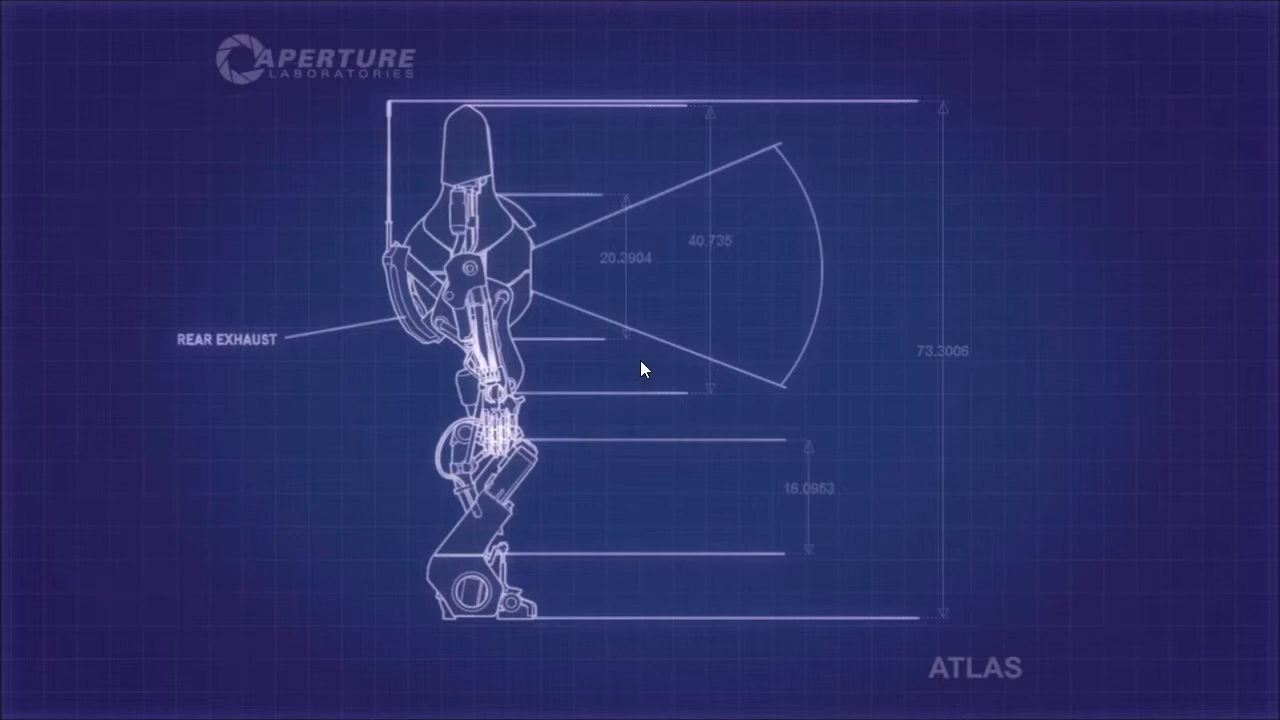 APERTURE
LABORATORIES
40.735
20.3904
REAR EXHAUST
73.3006
16.0953
ATLAS